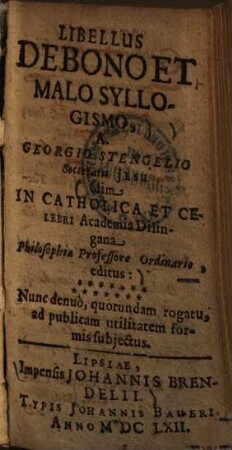 LIBELLUS
DE BONO ET
MALO SYLLO-
GISMO,
A.
GEORGIO STENGELIO
Societatis JESU
olim
IN CATHOLICA ET CE-
LEBRI Academia Dilin-
gana
Philosophiæ Professore Ordinario,
editus:
Nunc denuò, quorundam rogatu,
ad publicam utilitatem for-
mis subjectus.
LIPSIAE,
Impensis JOHANNIS BREN-
DELII.
TYPIS JOHANNIS BAUERI.
ANNO M DC LXII.